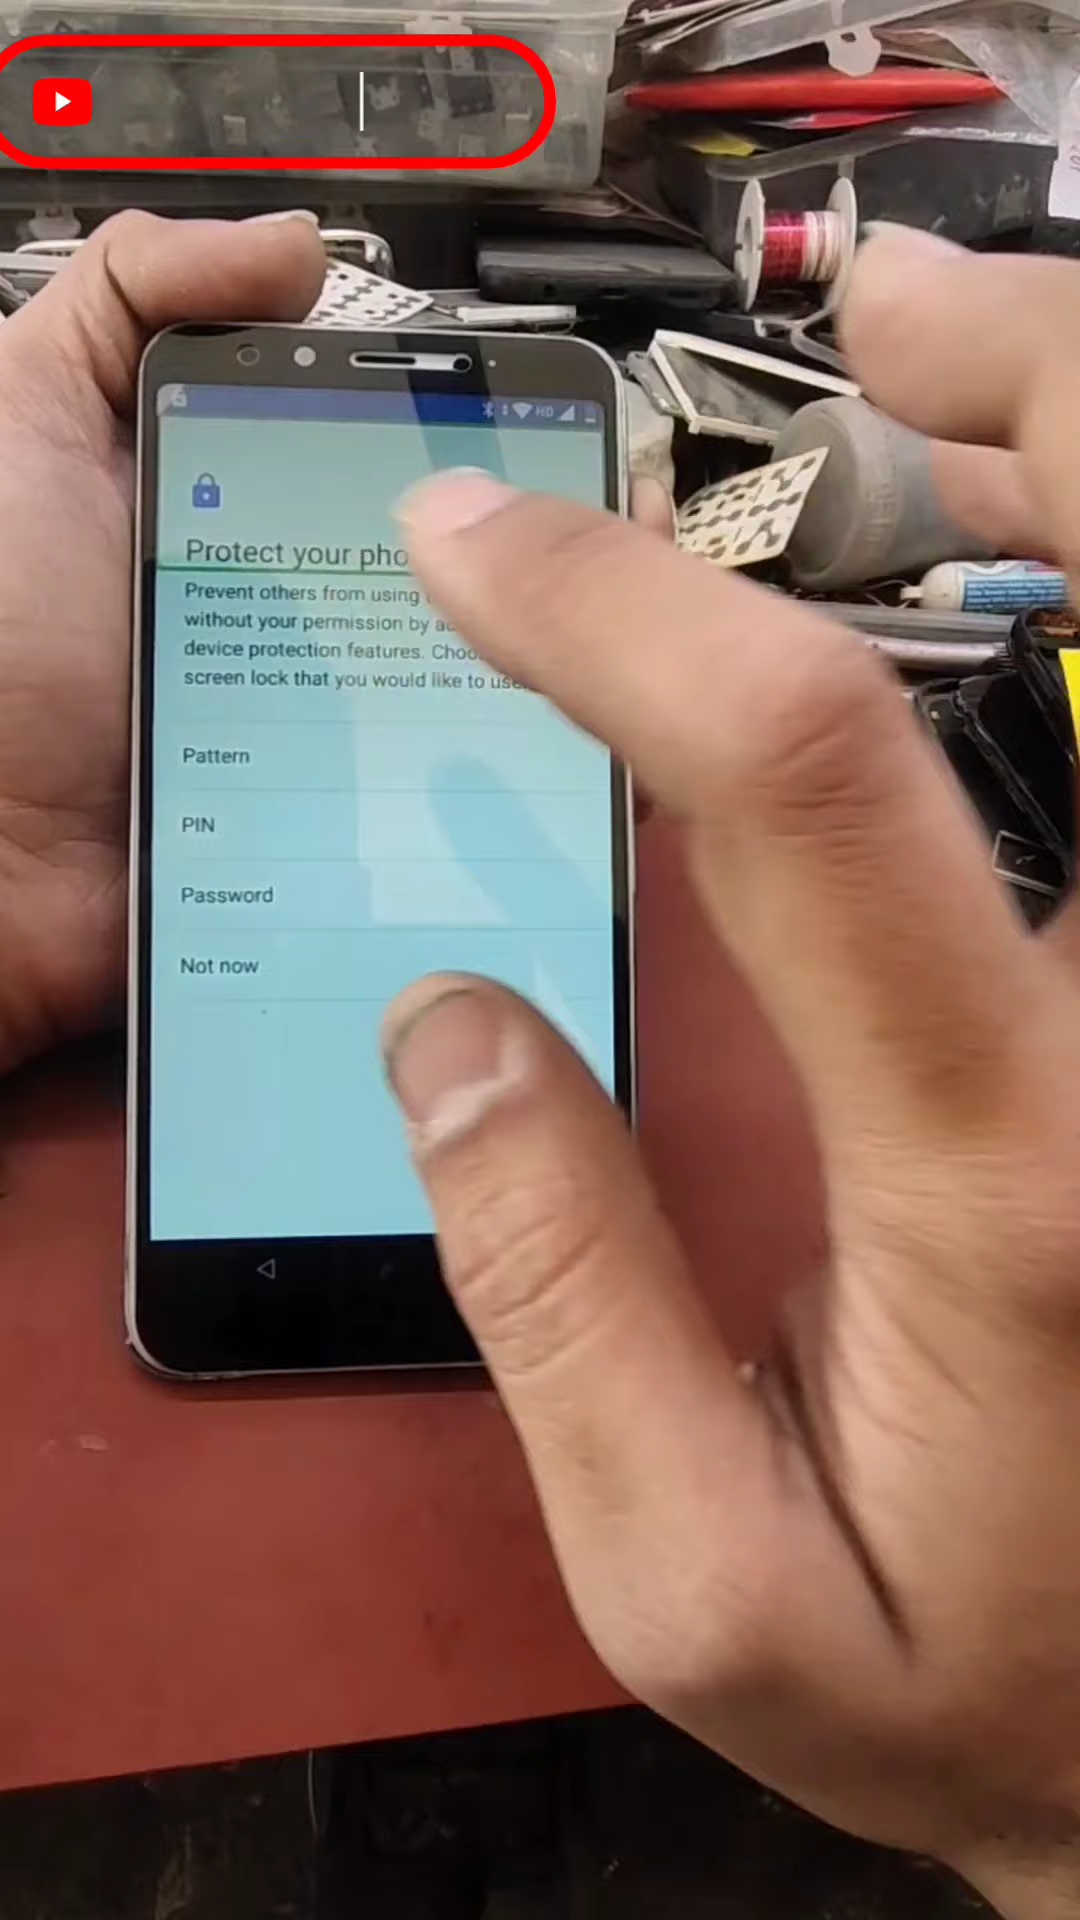 HD
Protect your pho
Prevent others from using
without your permission by
device protection features.
screen lock that you would like to use
Pattern
PIN
Password
Not now